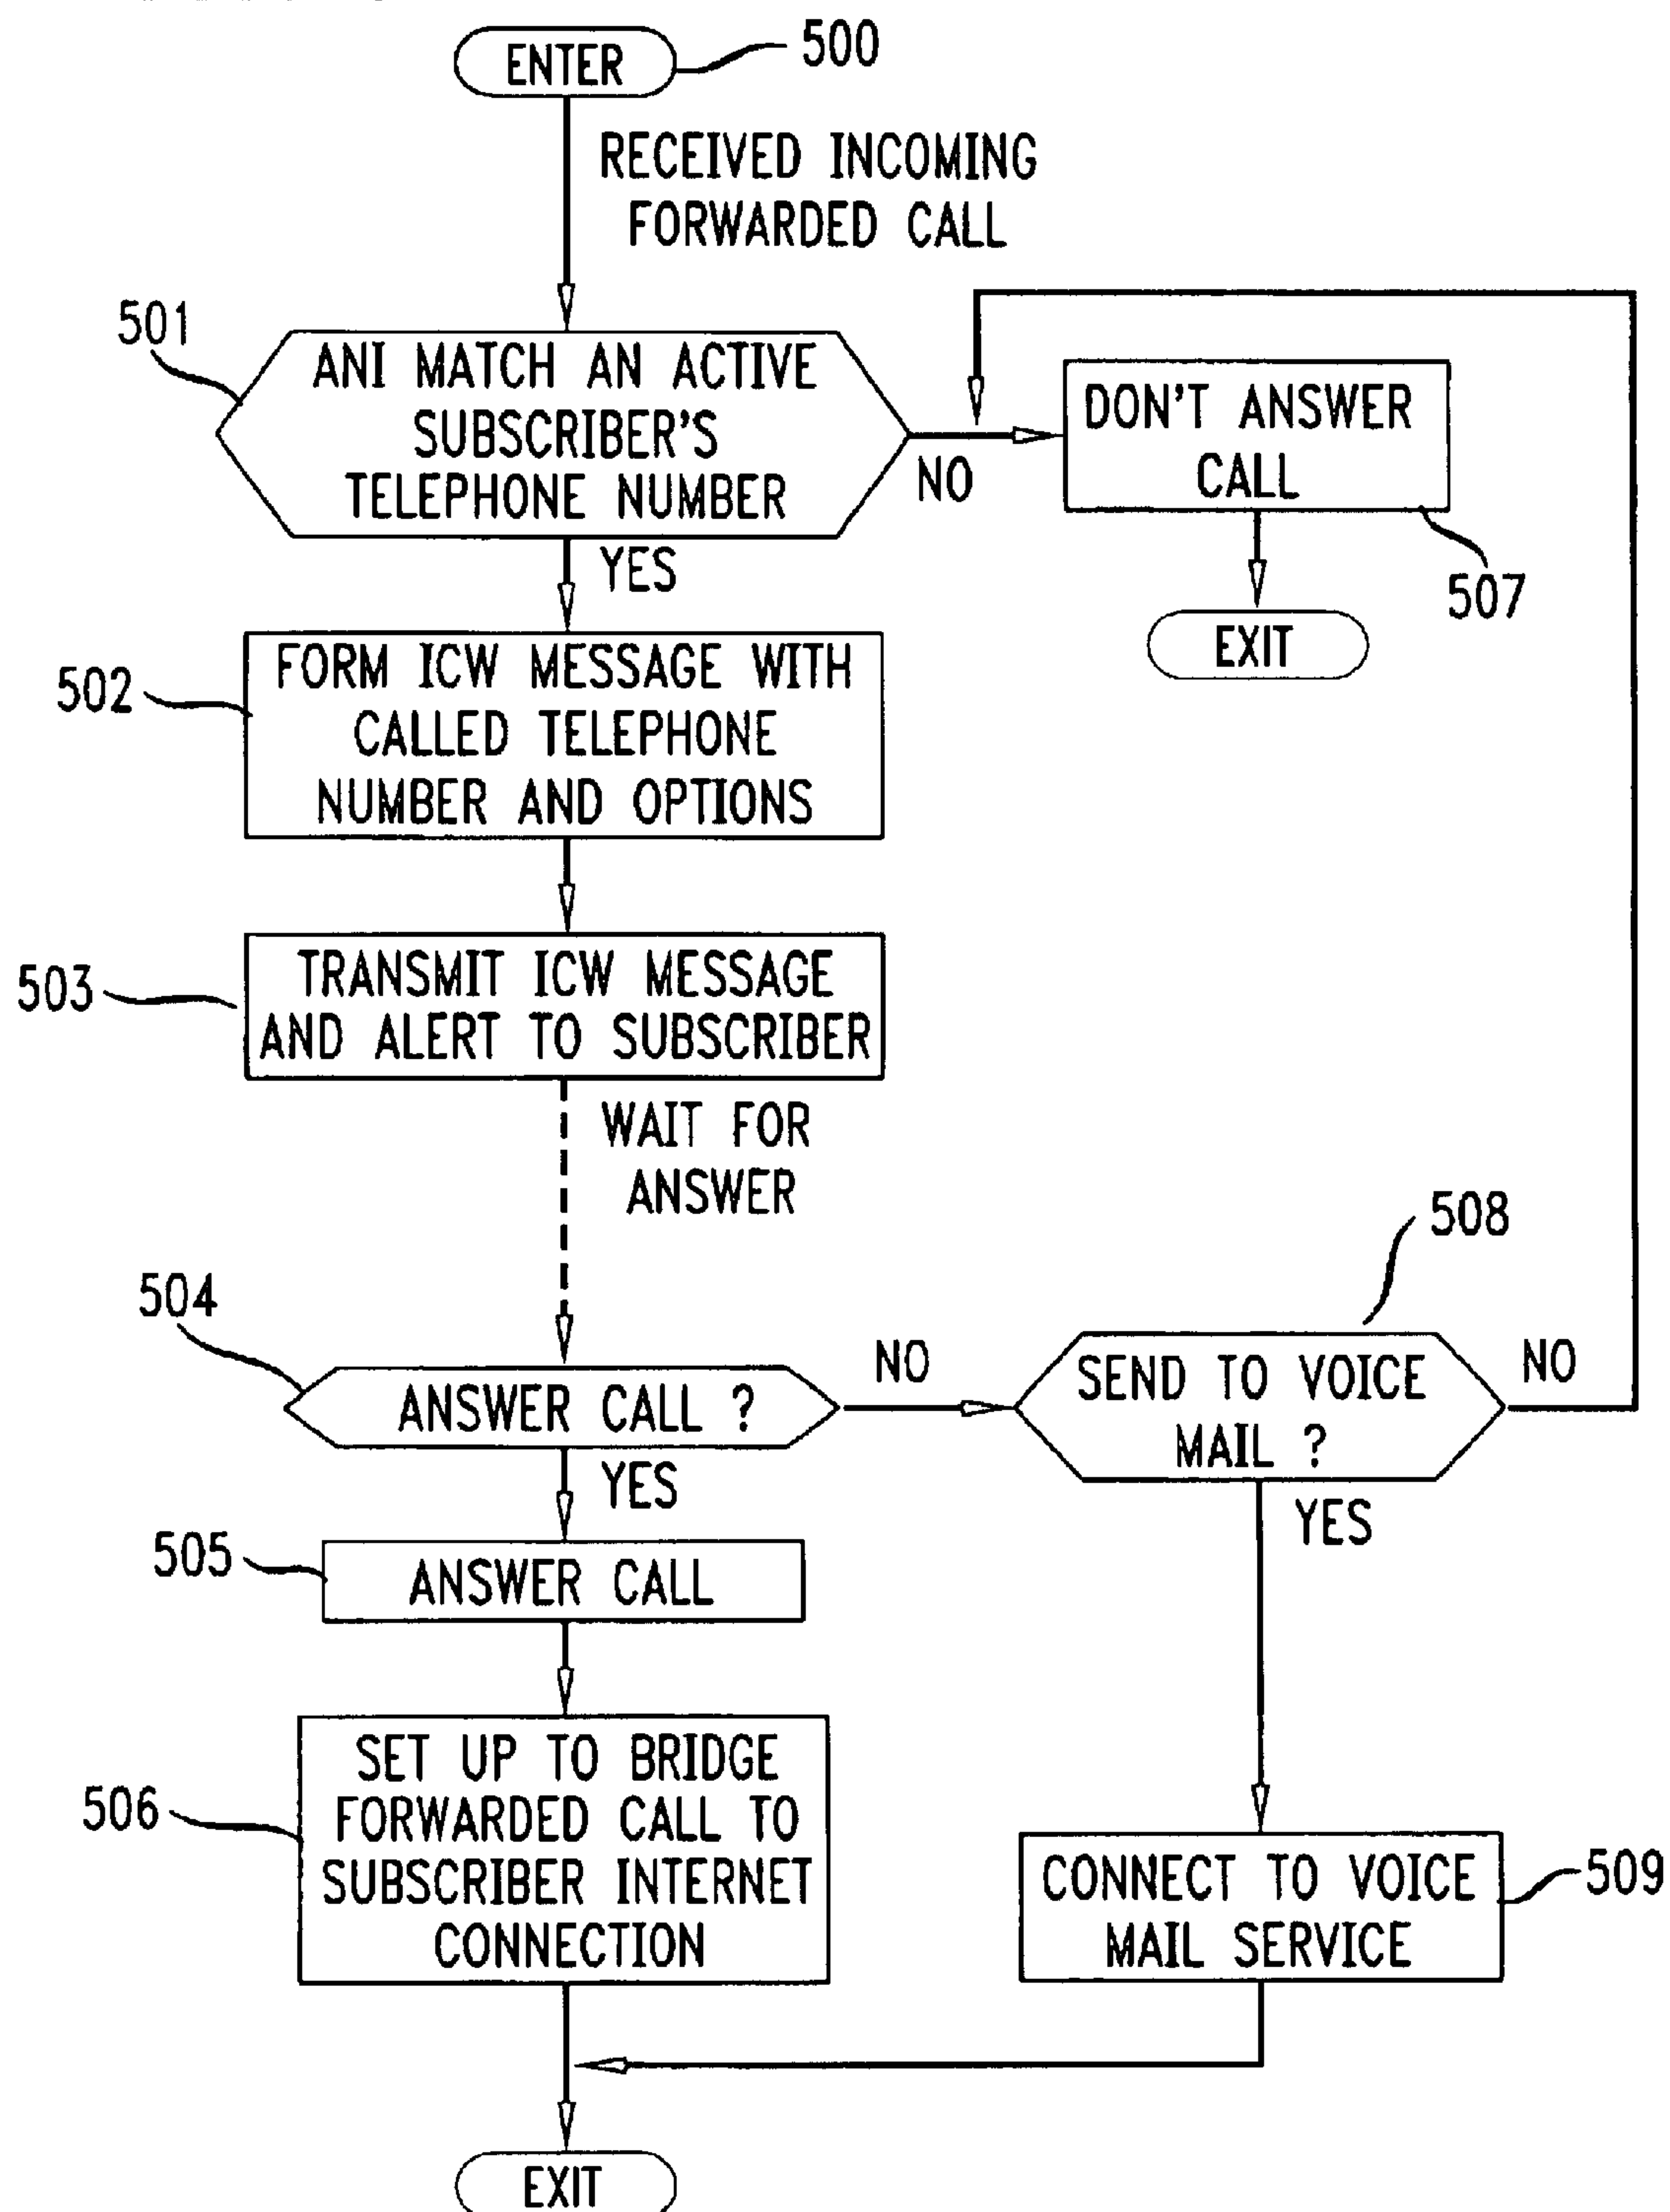 ENTER
500
RECEIVED INCOMING
FORWARDED CALL
501
ANI MATCH AN ACTIVE
SUBSCRIBER'S
TELEPHONE NUMBER
NO
DON'T ANSWER
CALL
507
EXIT
YES
502
FORM ICW MESSAGE WITH
CALLED TELEPHONE
NUMBER AND OPTIONS
503
TRANSMIT ICW MESSAGE
AND ALERT TO SUBSCRIBER
WAIT FOR
ANSWER
504
ANSWER CALL ?
NO
508
SEND TO VOICE
MAIL ?
NO
YES
YES
505
ANSWER CALL
506
SET UP TO BRIDGE
FORWARDED CALL TO
SUBSCRIBER INTERNET
CONNECTION
CONNECT TO VOICE
MAIL SERVICE
509
EXIT